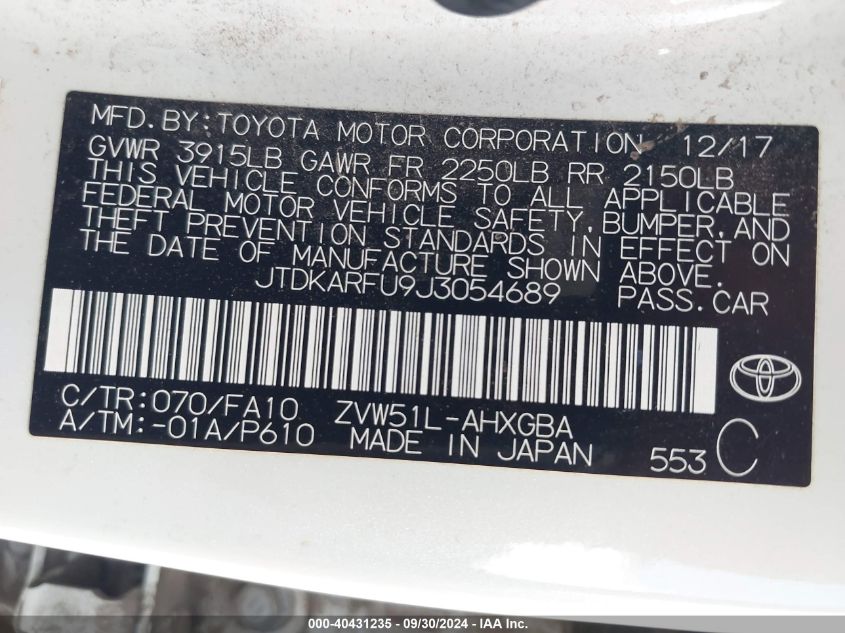 MFD.BY:TOYOTA MOTOR CORPORATION 12/17
GVWR 3915LB GAWR FR 2250LB RR 2150LB
THIS VEHICLE CONFORMS TO ALL APPLICABLE
FEDERAL MOTOR VEHICLE SAFETY,BUMPER,AND
THEFT PREVENTION STANDARDS IN EFFECT ON
THE DATE OF MANUFACTURE SHOWN ABOVE.
JTDKARFU9J3054689 PASS.CAR
C/TR:070/FA10 ZVW51L-AHXGBA
A/TM:-01A/P610 MADE IN JAPAN 553 C
000-40431235 - 09/30/2024 - IAA Inc.